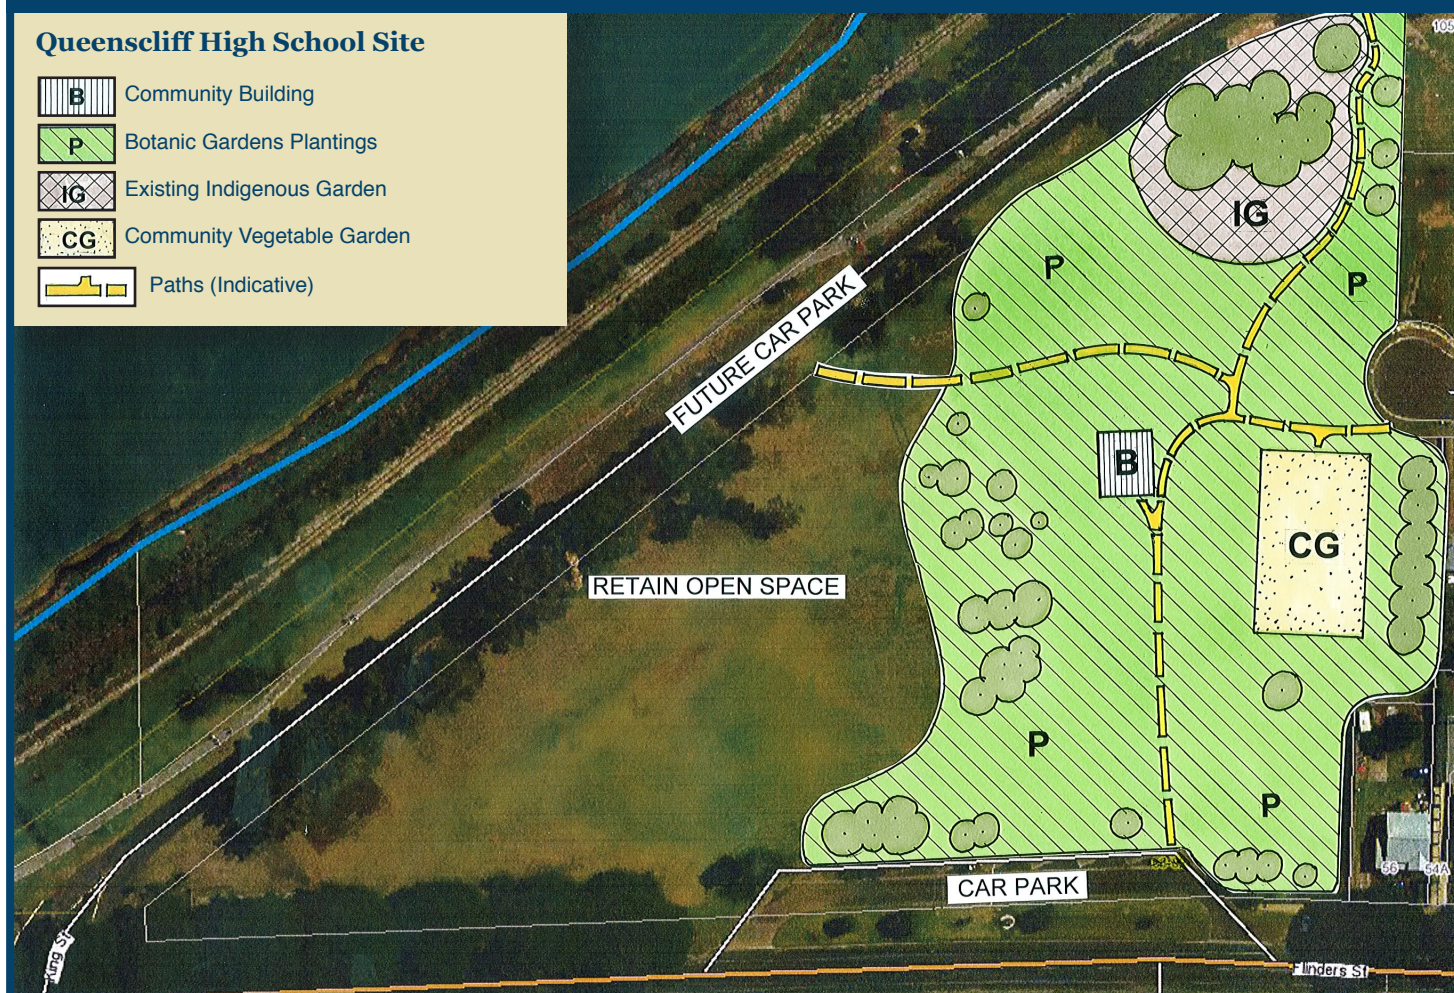 Queenscliff High School Site
B Community Building
P Botanic Gardens Plantings
IG Existing Indigenous Garden
CG Community Vegetable Garden
Paths (Indicative)
105
IG
P
P
FUTURE CAR PARK
B
CG
RETAIN OPEN SPACE
P
P
56
54A
CAR PARK
King St
Flinders St